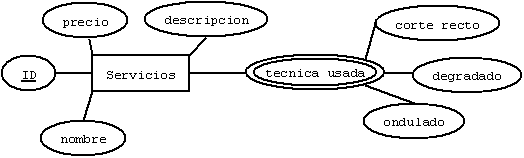 precio
descripcion
corte recto
ID
Servicios
tecnica usada
degradado
ondulado
nombre